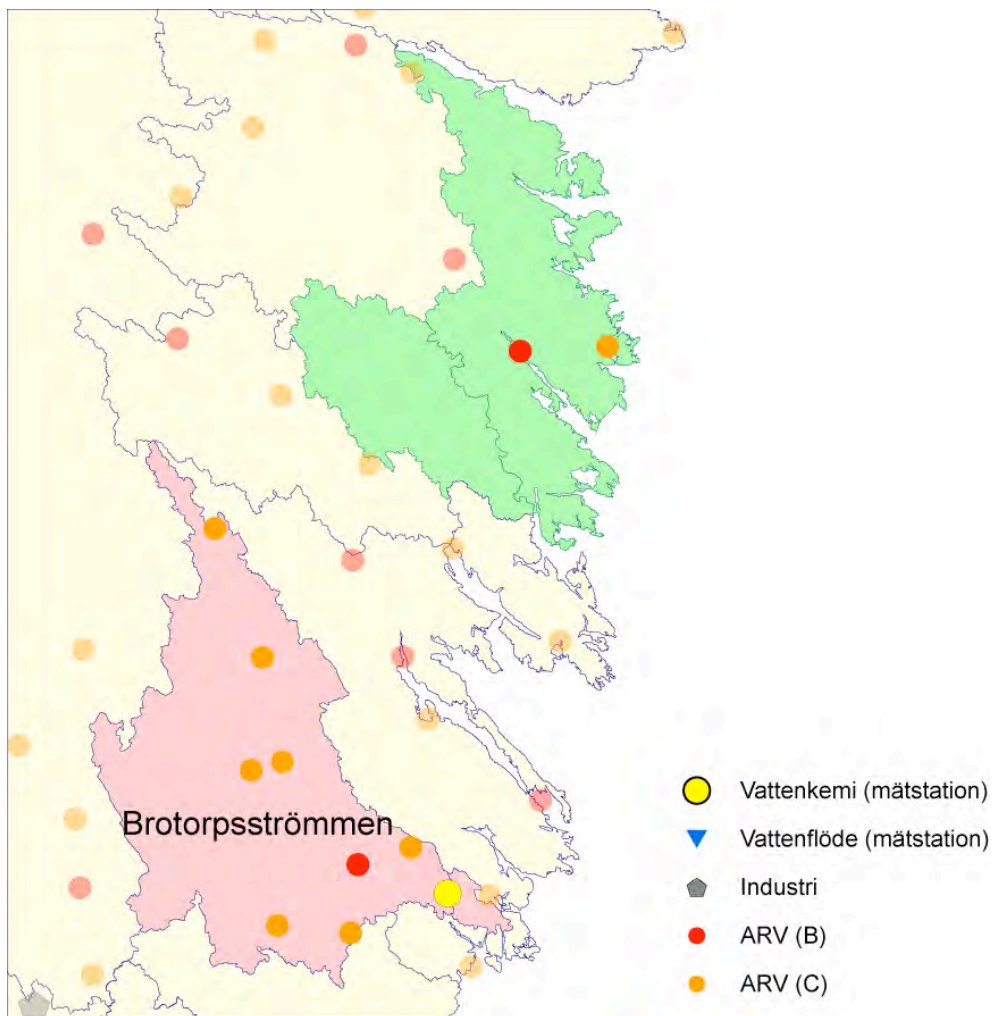 Brotorpsströmmen
Vattenkemi (mätstation)
Vattenflöde (mätstation)
Industri
ARV (B)
ARV (C)